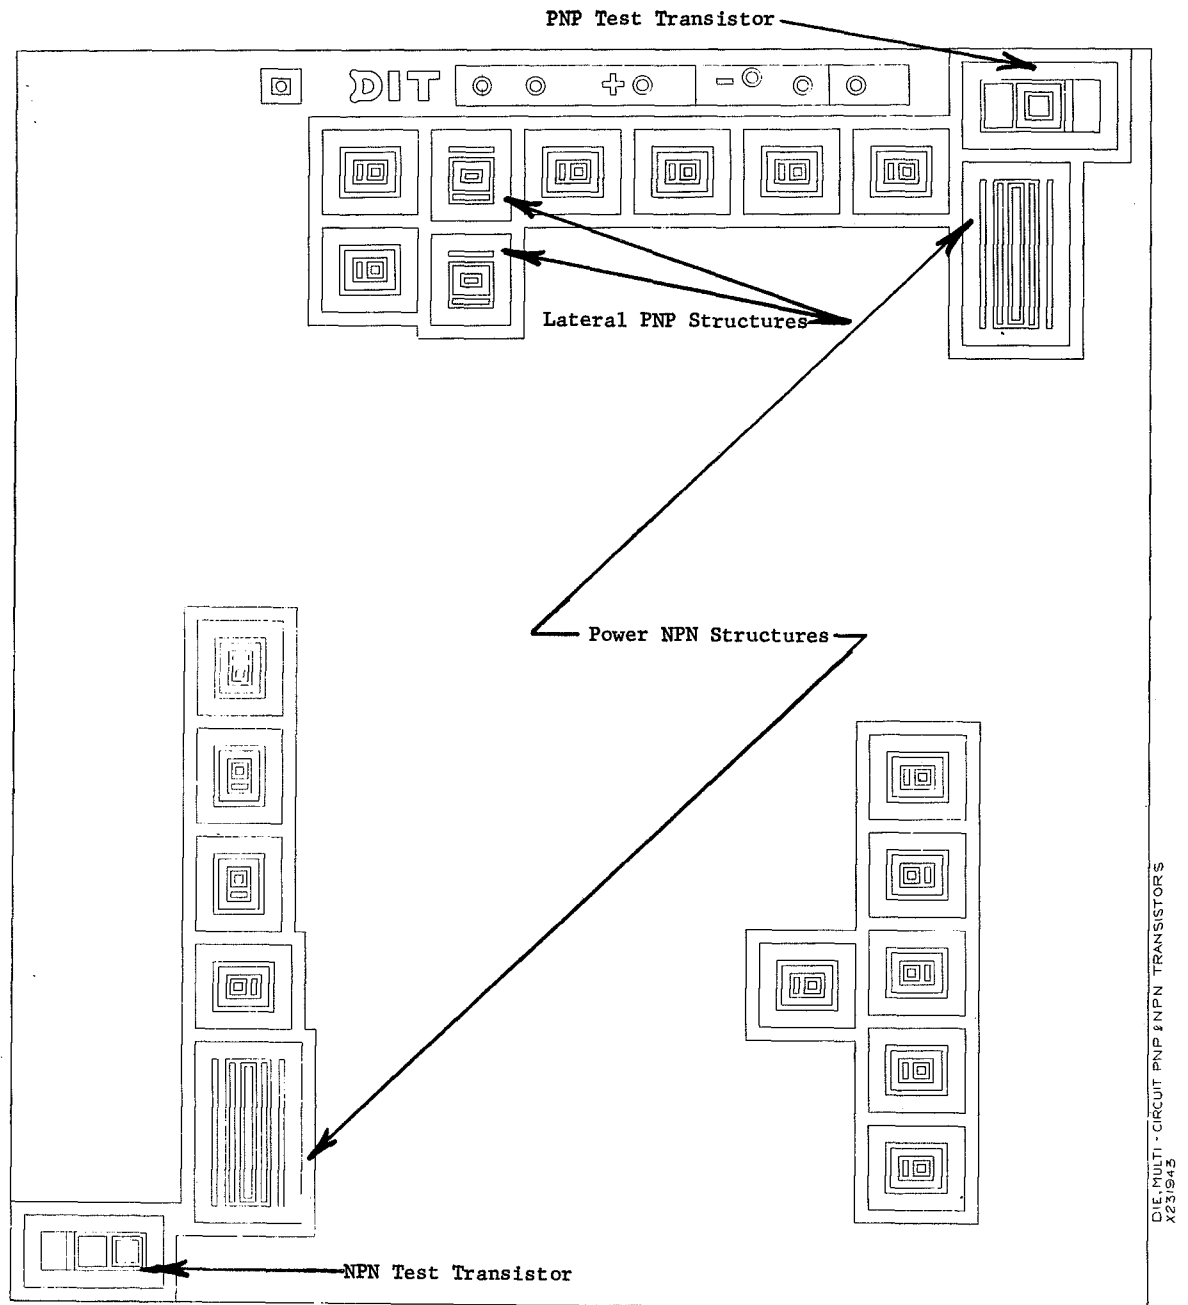 PNP Test Transistor
DIT + -
Lateral PNP Structures
Power NPN Structures
NPN Test Transistor
DIE, MULTI-CIRCUIT PNP & NPN TRANSISTORS
X231943